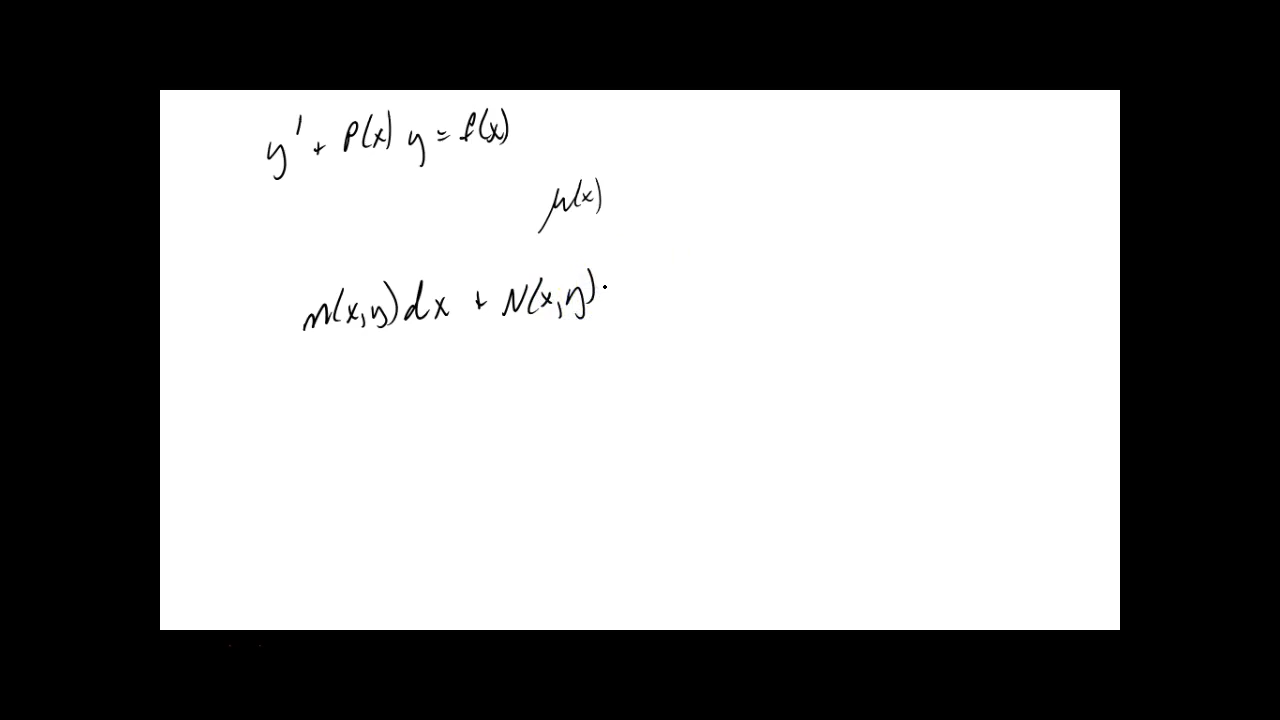 y' + P(x) y = f(x)
μ(x)
M(x,y)dx + N(x,y)